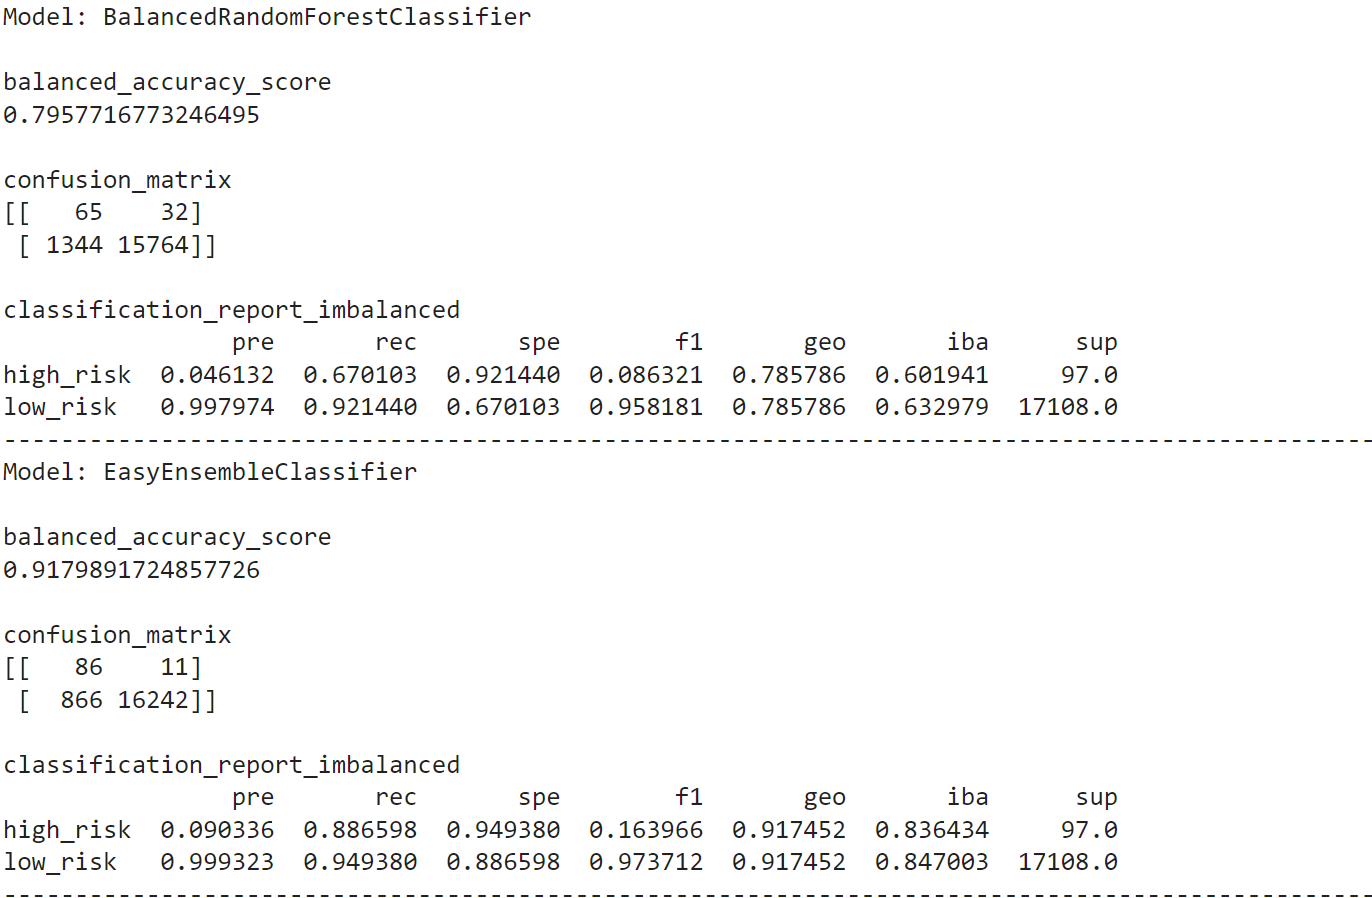 Model: BalancedRandomForestClassifier
balanced_accuracy_score
0.7957716773246495
confusion_matrix
[[   65    32]
 [ 1344 15764]]
classification_report_imbalanced
                pre       rec       spe        f1       geo       iba       sup
high_risk  0.046132  0.670103  0.921440  0.086321  0.785786  0.601941      97.0
low_risk   0.997974  0.921440  0.670103  0.958181  0.785786  0.632979   17108.0
------------------------------------------------------------------------------------------------
Model: EasyEnsembleClassifier
balanced_accuracy_score
0.9179891724857726
confusion_matrix
[[   86    11]
 [  866 16242]]
classification_report_imbalanced
                pre       rec       spe        f1       geo       iba       sup
high_risk  0.090336  0.886598  0.949380  0.163966  0.917452  0.836434      97.0
low_risk   0.999323  0.949380  0.886598  0.973712  0.917452  0.847003   17108.0
------------------------------------------------------------------------------------------------